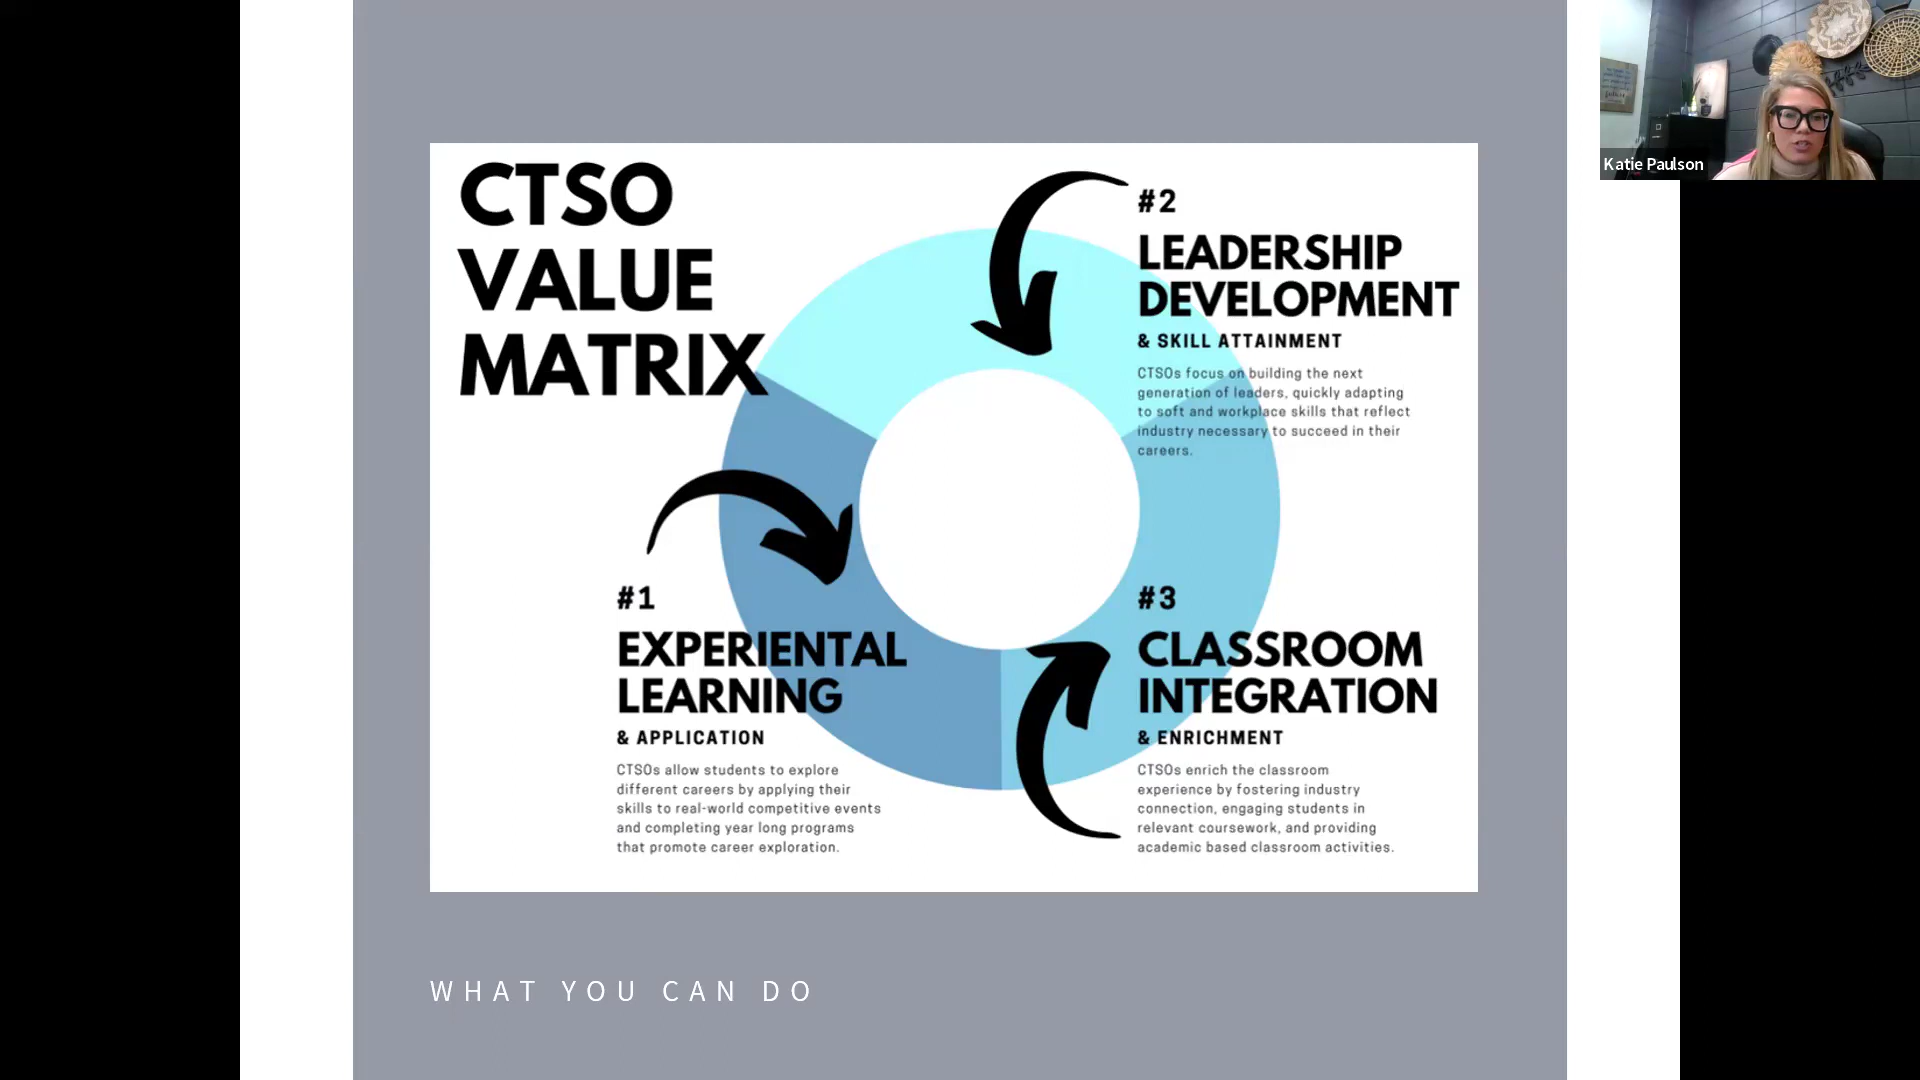 CTSO
VALUE
MATRIX
#2
LEADERSHIP
DEVELOPMENT
& SKILL ATTAINMENT
CTSOs focus on building the next
generation of leaders, quickly adapting
to soft and workplace skills that reflect
industry necessary to succeed in their
careers.
#1
EXPERIENTAL
LEARNING
& APPLICATION
CTSOs allow students to explore
different careers by applying their
skills to real-world competitive events
and completing year long programs
that promote career exploration.
#3
CLASSROOM
INTEGRATION
& ENRICHMENT
CTSOs enrich the classroom
experience by fostering industry
connection, engaging students in
relevant coursework, and providing
academic based classroom activities.
WHAT YOU CAN DO
Katie Paulson